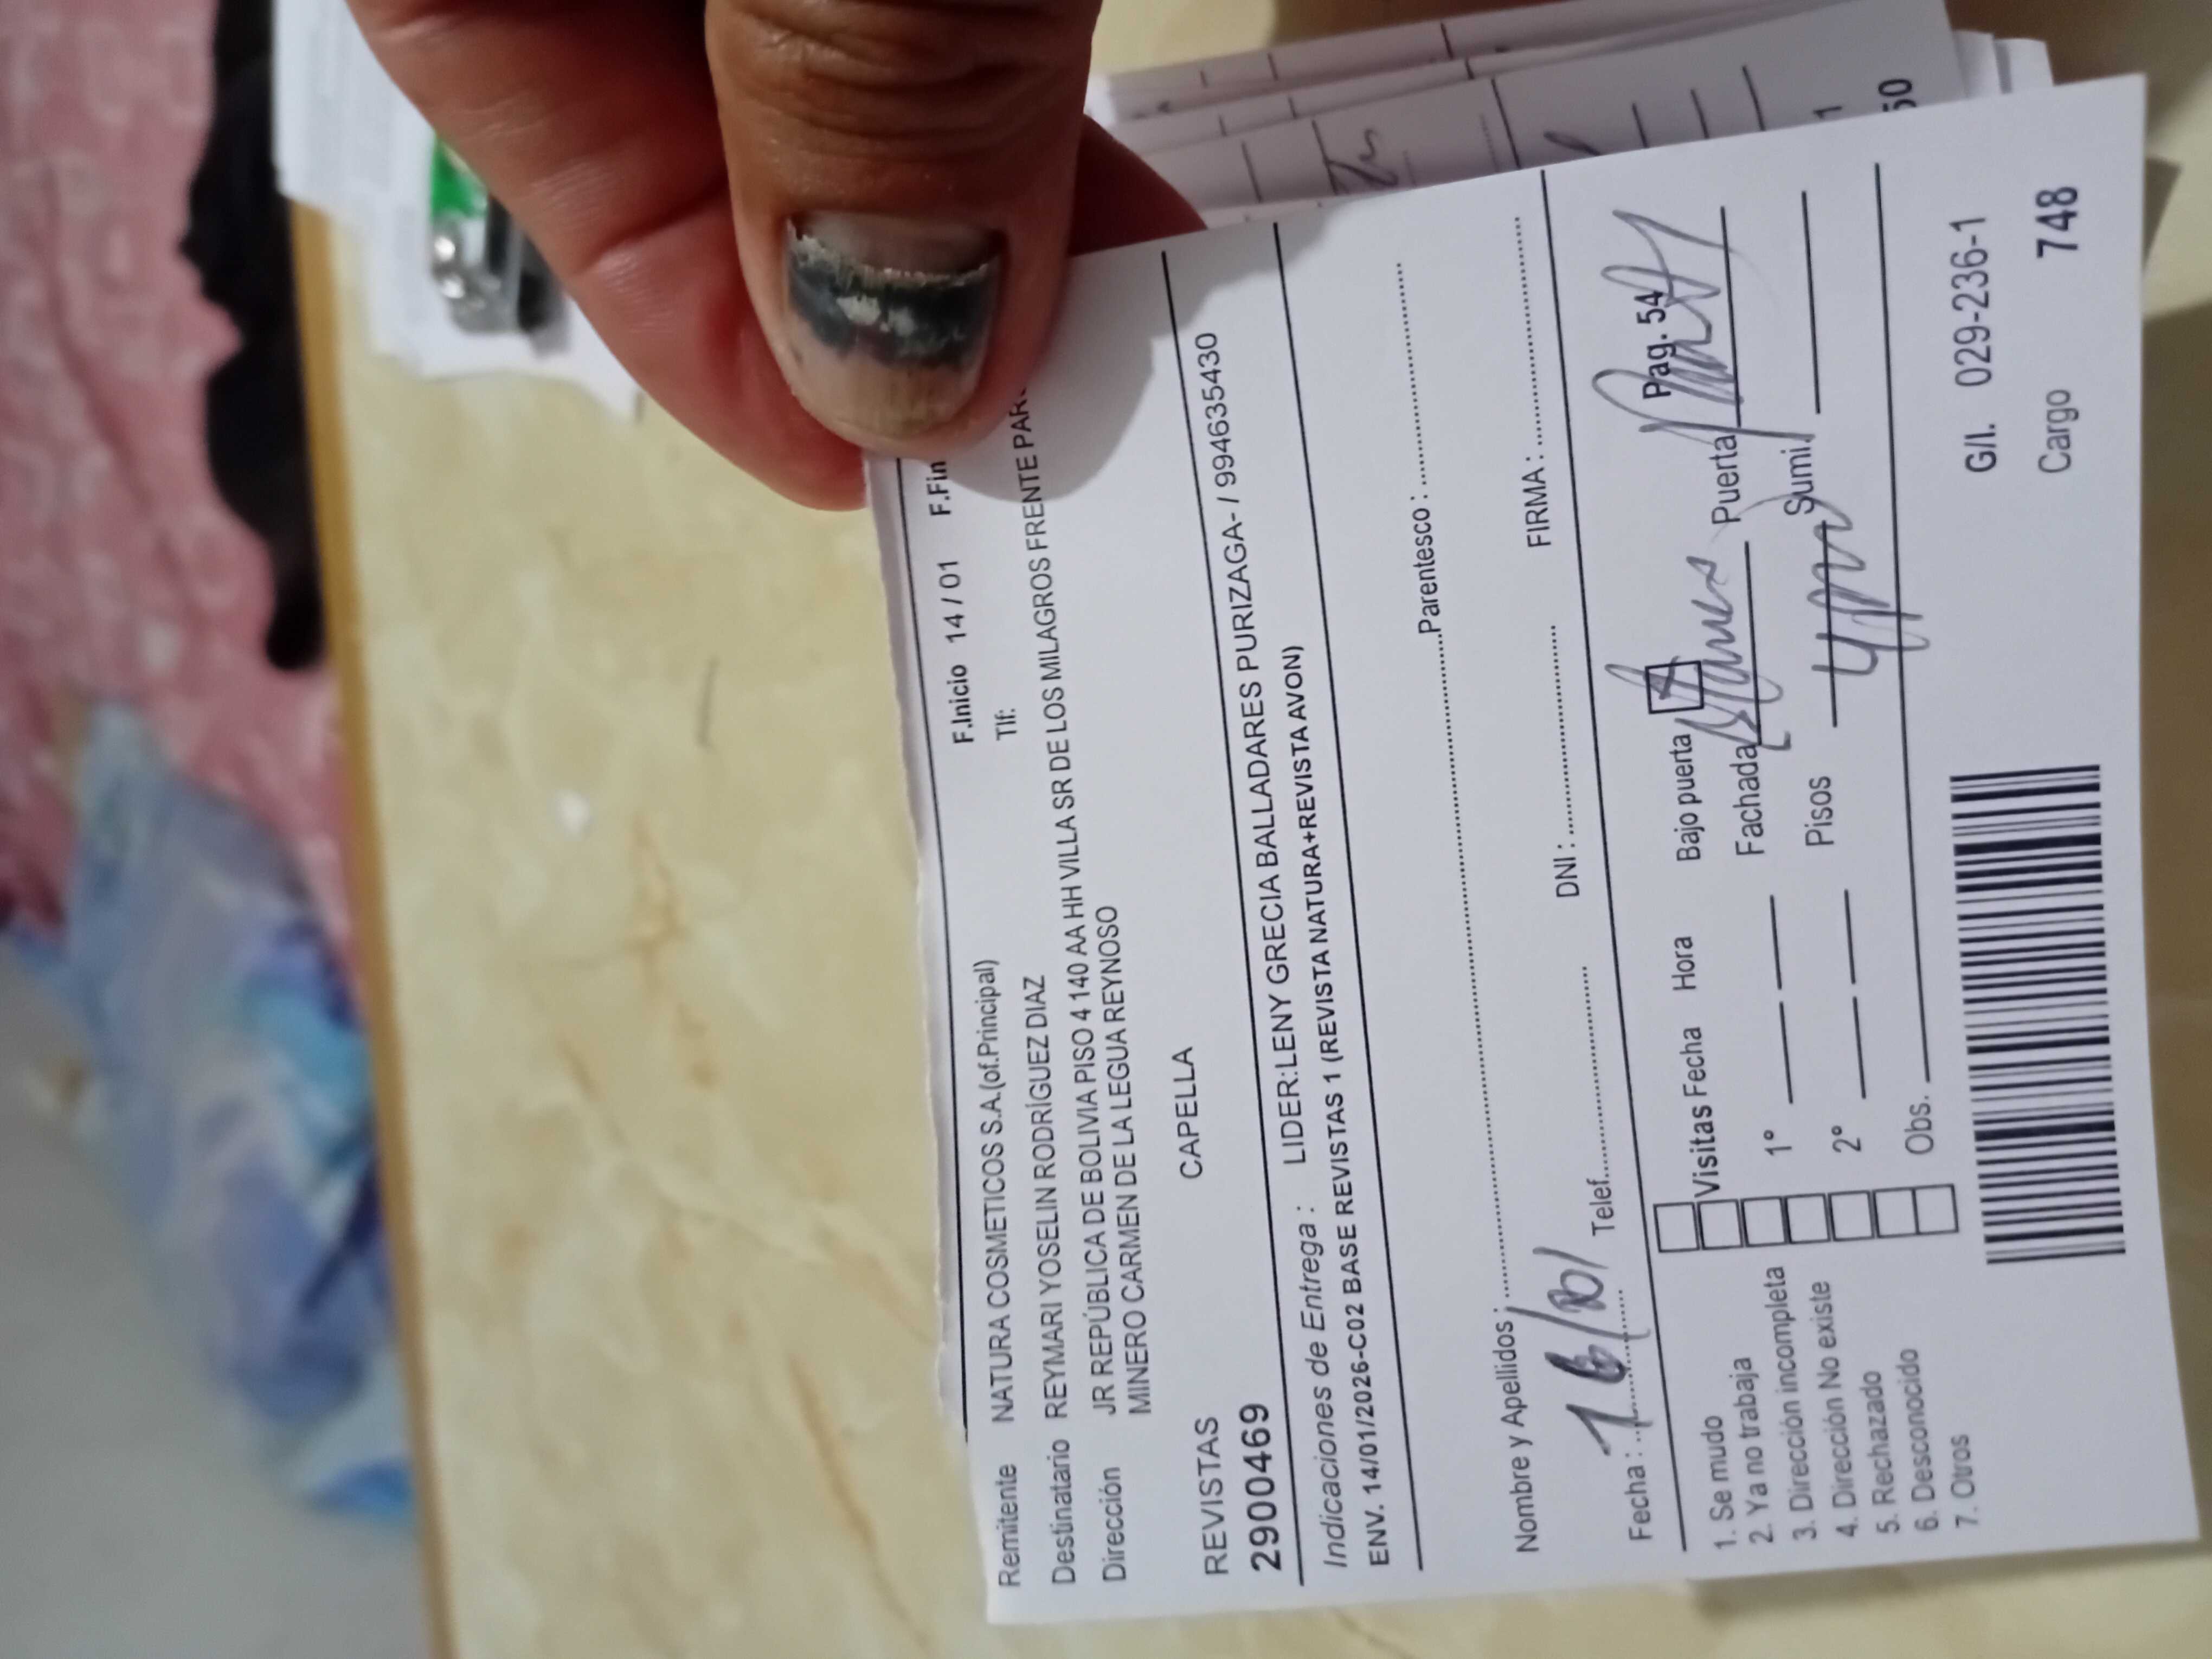 F.Inicio 14 / 01 F.Fin
Remitente NATURA COSMETICOS S.A.(of.Principal) Tlf:
Destinatario REYMARI YOSELIN RODRÍGUEZ DIAZ
Dirección JR REPÚBLICA DE BOLIVIA PISO 4 140 AA HH VILLA SR DE LOS MILAGROS FRENTE PAR
MINERO CARMEN DE LA LEGUA REYNOSO
REVISTAS CAPELLA
2900469
Indicaciones de Entrega : LIDER:LENY GRECIA BALLADARES PURIZAGA- / 994635430
ENV. 14/01/2026-C02 BASE REVISTAS 1 (REVISTA NATURA+REVISTA AVON)
Parentesco :
Nombre y Apellidos :
Fecha : 16/01 Telef. DNI : FIRMA :
Visitas Fecha Hora Bajo puerta Pag. 54
1. Se mudo
2. Ya no trabaja 1° Fachada Puerta
3. Dirección incompleta
4. Dirección No existe 2° Pisos 4 Sumi.
5. Rechazado
6. Desconocido Obs.
7. Otros
G/I. 029-236-1
Cargo 748
1
50